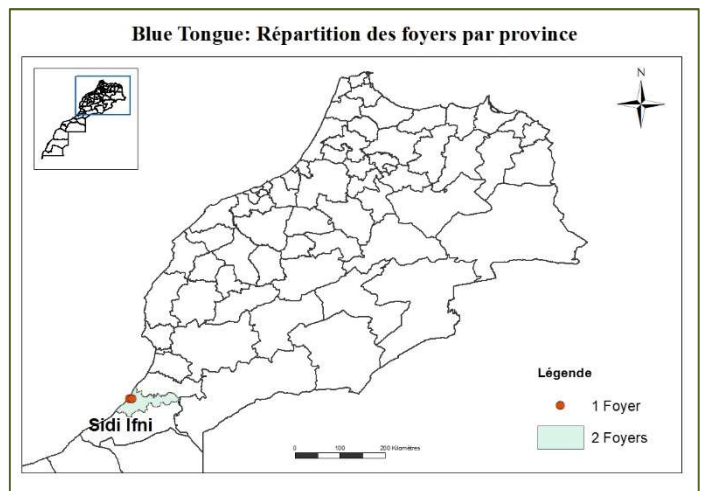 Blue Tongue: Répartition des foyers par province
N
Légende
1 Foyer
2 Foyers
Sidi Ifni
0 100 200 Kilomètres